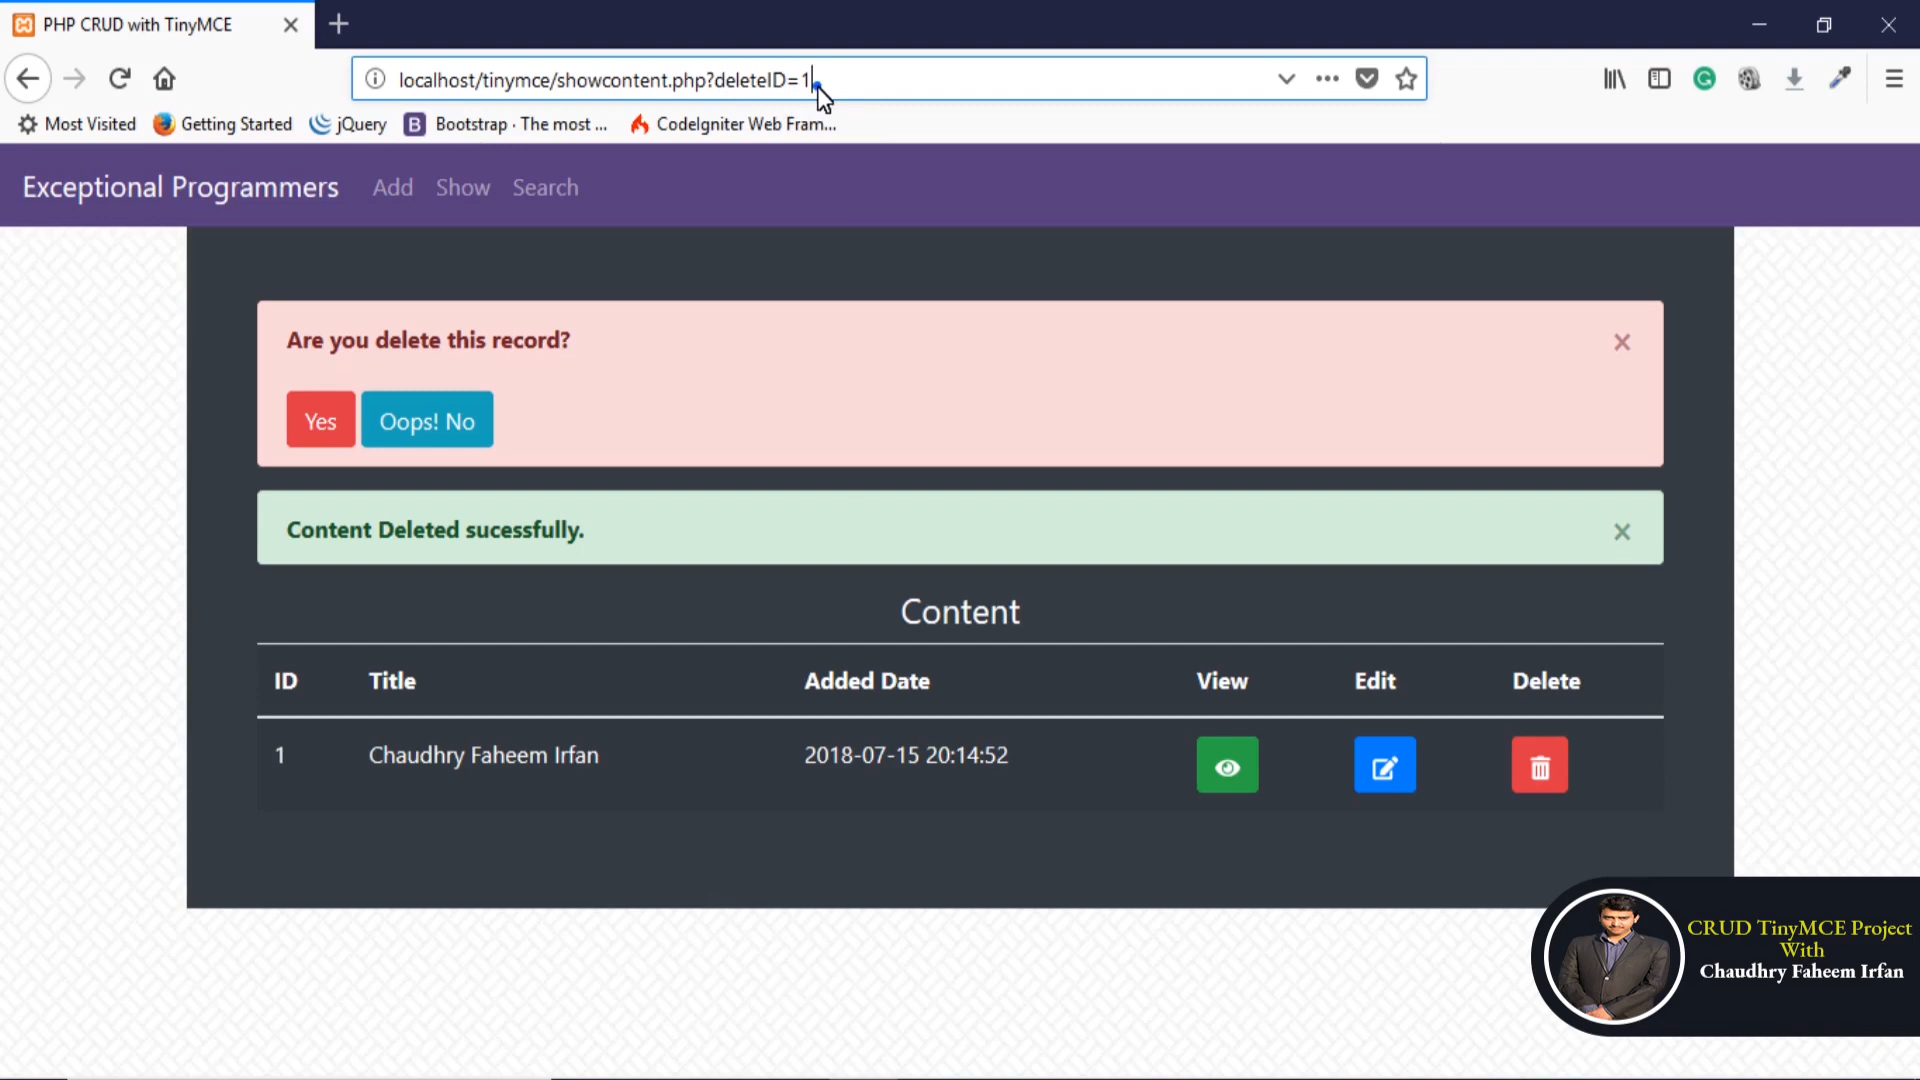 PHP CRUD with TinyMCE
localhost/tinymce/showcontent.php?deleteID=1
Most Visited Getting Started jQuery B Bootstrap · The most ... CodeIgniter Web Fram...
Exceptional Programmers Add Show Search
Are you delete this record?
Yes Oops! No
Content Deleted sucessfully.
Content
ID Title Added Date View Edit Delete
1 Chaudhry Faheem Irfan 2018-07-15 20:14:52
CRUD TinyMCE Project
With
Chaudhry Faheem Irfan